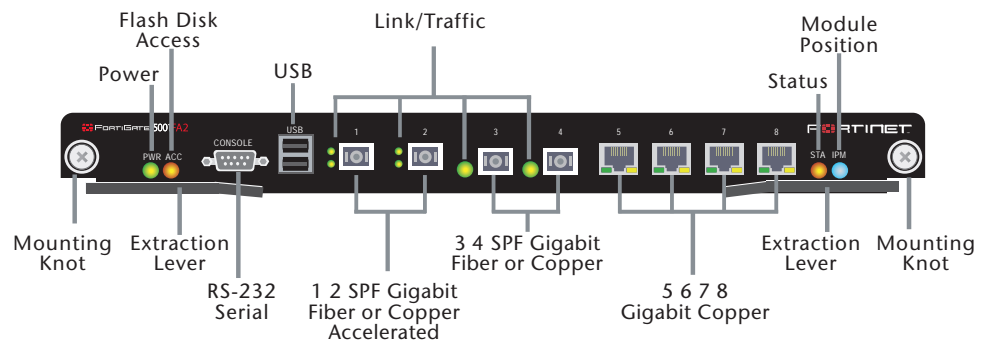 Flash Disk
Access
Link/Traffic
Module
Position
Power
USB
Status
FORTIGATE 5001FA2
USB
1
2
3
4
5
6
7
8
FORTINET
CONSOLE
PWR ACC
STA IPM
Mounting
Knot
Extraction
Lever
RS-232
Serial
1 2 SPF Gigabit
Fiber or Copper
Accelerated
3 4 SPF Gigabit
Fiber or Copper
5 6 7 8
Gigabit Copper
Extraction
Lever
Mounting
Knot